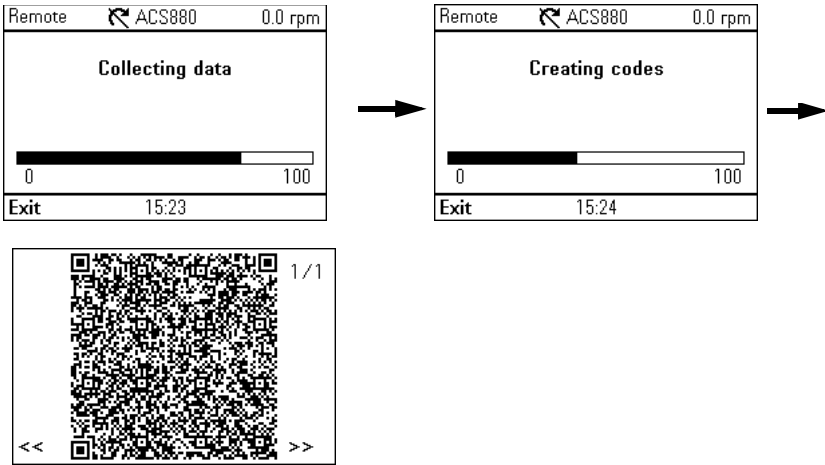 Remote ACS880 0.0 rpm
Collecting data
0 100
Exit 15:23
Remote ACS880 0.0 rpm
Creating codes
0 100
Exit 15:24
1/1
<< >>